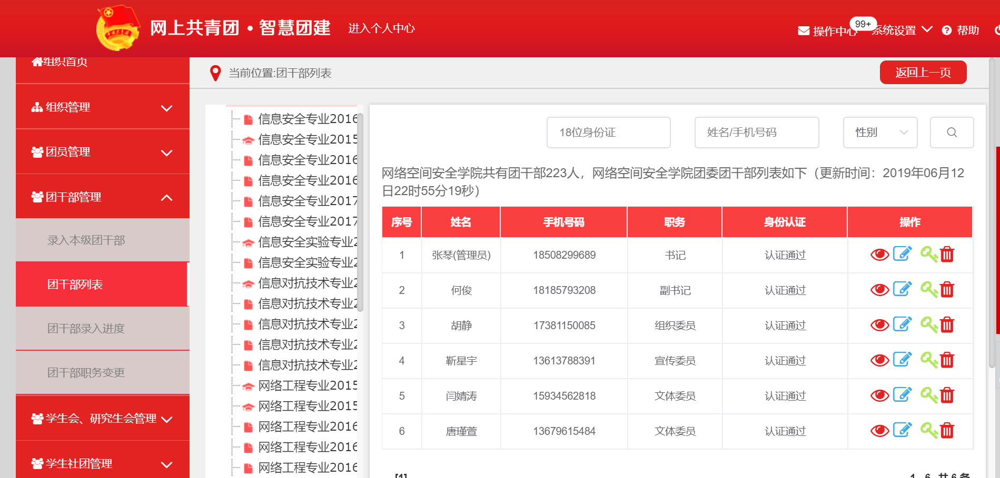 网上共青团·智慧团建
进入个人中心
操作中心
99+
系统设置
帮助
组织首页
组织管理
团员管理
团干部管理
录入本级团干部
团干部列表
团干部录入进度
团干部职务变更
学生会、研究生会管理
学生社团管理
当前位置:团干部列表
返回上一页
信息安全专业2016
信息安全专业2015
信息安全专业2016
信息安全专业2016
信息安全专业2017
信息安全专业2017
信息安全实验专业2
信息安全实验专业2
信息对抗技术专业2
信息对抗技术专业2
信息对抗技术专业2
信息对抗技术专业2
信息对抗技术专业2
网络工程专业2015
网络工程专业2015
网络工程专业2016
网络工程专业2016
网络工程专业2016
18位身份证
姓名/手机号码
性别
网络空间安全学院共有团干部223人，网络空间安全学院团委团干部列表如下（更新时间：2019年06月12
日22时55分19秒）
序号 姓名 手机号码 职务 身份认证 操作
1 张琴(管理员) 18508299689 书记 认证通过
2 何俊 18185793208 副书记 认证通过
3 胡静 17381150085 组织委员 认证通过
4 靳星宇 13613788391 宣传委员 认证通过
5 闫婧涛 15934562818 文体委员 认证通过
6 唐瑾萱 13679615484 文体委员 认证通过
[1]
1 - 6 共 6 条